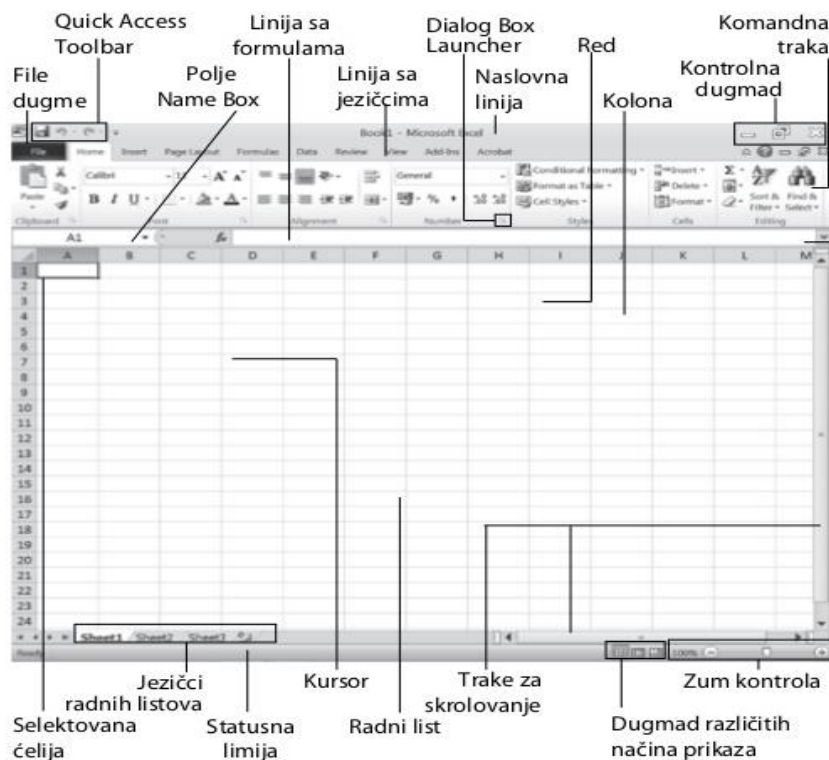 Quick Access
Toolbar
Linija sa
formulama
Dialog Box
Launcher
Red
Komandna
traka
File
dugme
Polje
Name Box
Linija sa
jezičcima
Naslovna
linija
Kolona
Kontrolna
dugmad
Book1 - Microsoft Excel
File Home Insert Page Layout Formulas Data Review View Add-Ins Acrobat
Paste
Calibri
General
Conditional Formatting
Format as Table
Cell Styles
Insert
Delete
Format
Sort &
Filter
Find &
Select
Clipboard Font Alignment Number Styles Cells Editing
A1 fx
A B C D E F G H I J K L M
1
2
3
4
5
6
7
8
9
10
11
12
13
14
15
16
17
18
19
20
21
22
23
24
Sheet1 Sheet2 Sheet3
Ready 100%
Jezičci
radnih listova
Kursor
Trake za
skrolovanje
Zum kontrola
Selektovana
ćelija
Statusna
limija
Radni list
Dugmad različitih
načina prikaza